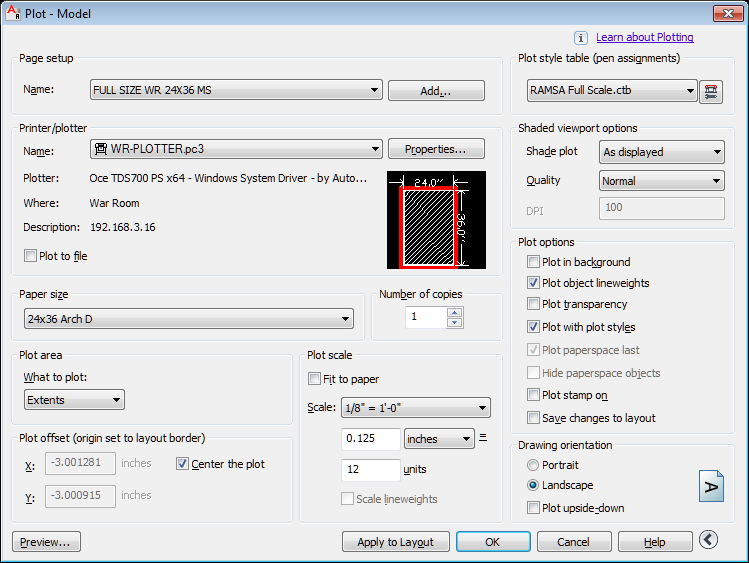 Plot - Model
Learn about Plotting
Page setup
Name:
FULL SIZE WR 24X36 MS
Add...
Plot style table (pen assignments)
RAMSA Full Scale.ctb
Printer/plotter
Name:
WR-PLOTTER.pc3
Properties...
Plotter:
Oce TDS700 PS x64 - Windows System Driver - by Auto...
Where:
War Room
Description:
192.168.3.16
Plot to file
24.0''
36.0''
Shaded viewport options
Shade plot
As displayed
Quality
Normal
DPI
100
Paper size
24x36 Arch D
Number of copies
1
Plot options
Plot in background
Plot object lineweights
Plot transparency
Plot with plot styles
Plot paperspace last
Hide paperspace objects
Plot stamp on
Save changes to layout
Plot area
What to plot:
Extents
Plot scale
Fit to paper
Scale:
1/8" = 1'-0"
0.125
inches
=
12
units
Scale lineweights
Plot offset (origin set to layout border)
X:
-3.001281
inches
Center the plot
Y:
-3.000915
inches
Drawing orientation
Portrait
Landscape
Plot upside-down
A
Preview...
Apply to Layout
OK
Cancel
Help